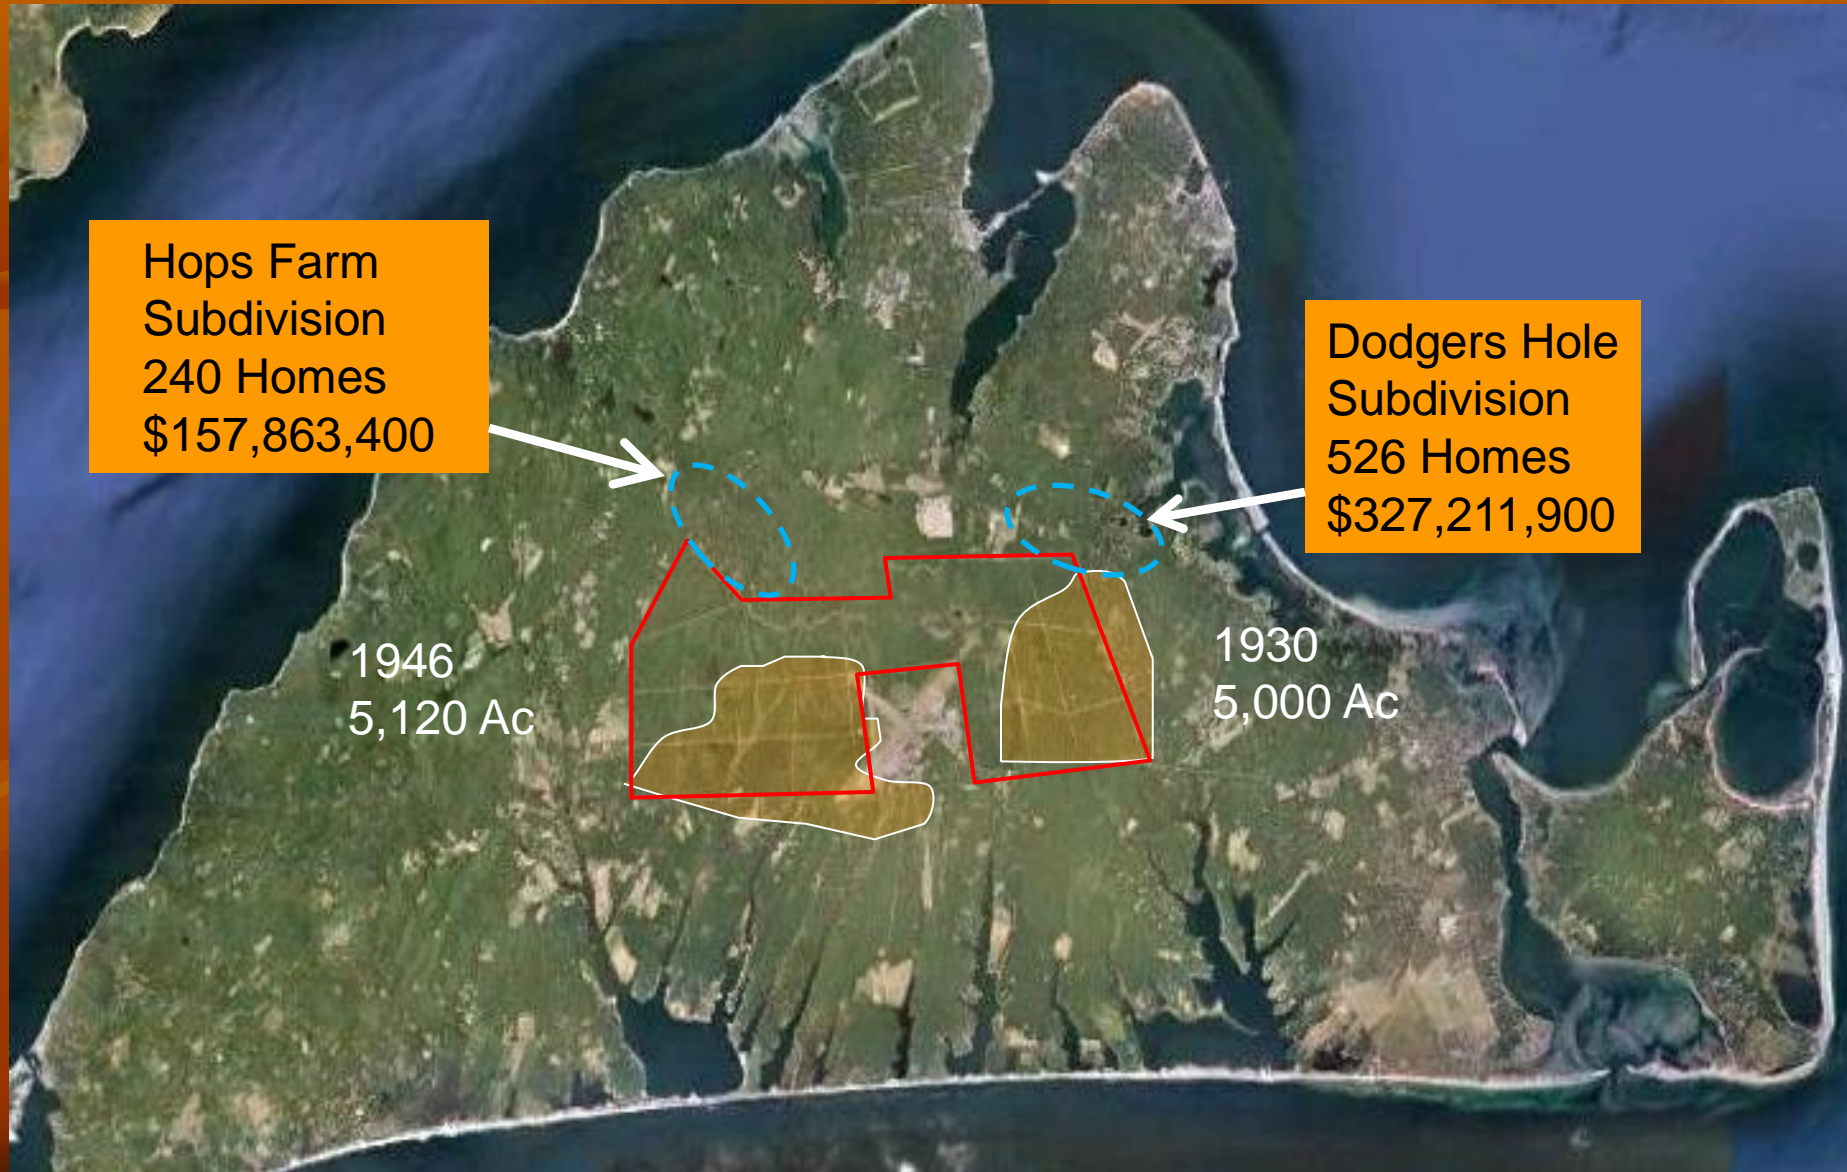 Hops Farm
Subdivision
240 Homes
$157,863,400
Dodgers Hole
Subdivision
526 Homes
$327,211,900
1946
5,120 Ac
1930
5,000 Ac